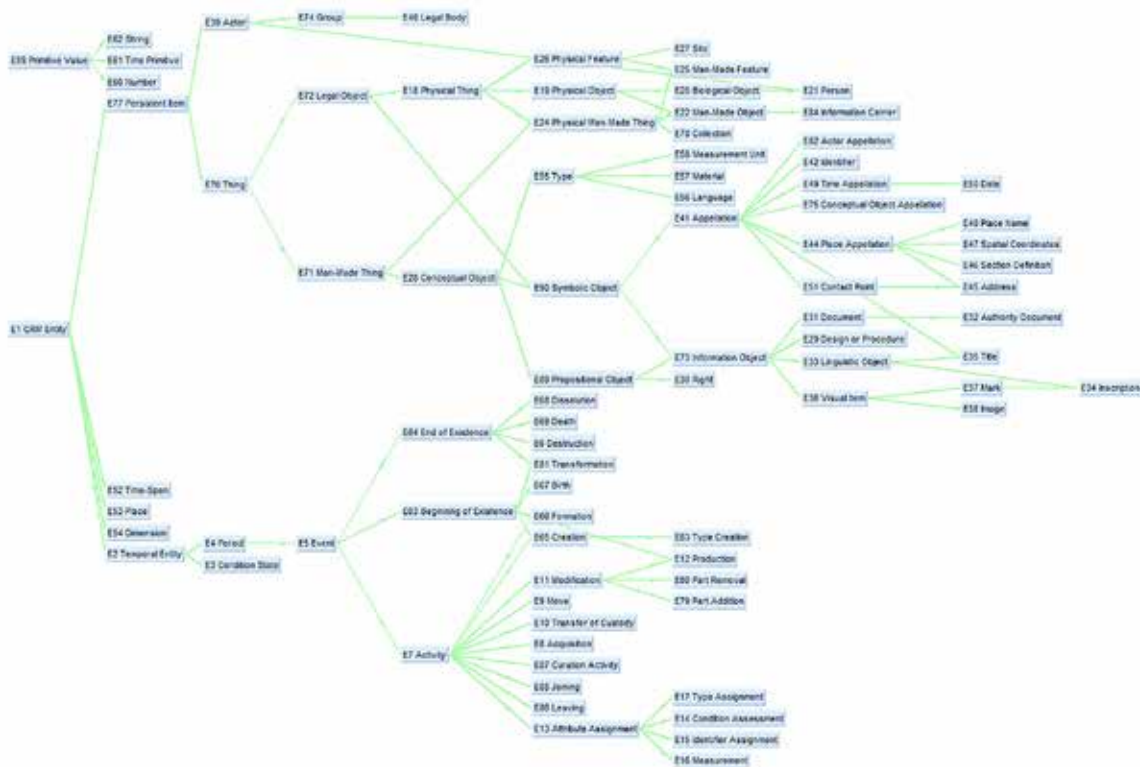 E39 Actor
E74 Group
E40 Legal Body
E59 Primitive Value
E62 String
E61 Time Primitive
E60 Number
E77 Persistent Item
E72 Legal Object
E18 Physical Thing
E26 Physical Feature
E27 Site
E25 Man-Made Feature
E19 Physical Object
E20 Biological Object
E21 Person
E24 Physical Man-Made Thing
E22 Man-Made Object
E84 Information Carrier
E78 Collection
E70 Thing
E55 Type
E58 Measurement Unit
E57 Material
E56 Language
E82 Actor Appellation
E42 Identifier
E49 Time Appellation
E50 Date
E75 Conceptual Object Appellation
E41 Appellation
E44 Place Appellation
E48 Place Name
E47 Spatial Coordinates
E46 Section Definition
E45 Address
E51 Contact Point
E71 Man-Made Thing
E28 Conceptual Object
E90 Symbolic Object
E1 CRM Entity
E31 Document
E32 Authority Document
E29 Design or Procedure
E73 Information Object
E33 Linguistic Object
E35 Title
E89 Propositional Object
E30 Right
E36 Visual Item
E37 Mark
E34 Inscription
E38 Image
E64 End of Existence
E68 Dissolution
E69 Death
E6 Destruction
E81 Transformation
E63 Beginning of Existence
E67 Birth
E66 Formation
E65 Creation
E83 Type Creation
E12 Production
E52 Time-Span
E53 Place
E54 Dimension
E2 Temporal Entity
E4 Period
E3 Condition State
E5 Event
E11 Modification
E80 Part Removal
E79 Part Addition
E9 Move
E10 Transfer of Custody
E8 Acquisition
E7 Activity
E87 Curation Activity
E85 Joining
E86 Leaving
E13 Attribute Assignment
E17 Type Assignment
E14 Condition Assessment
E15 Identifier Assignment
E16 Measurement